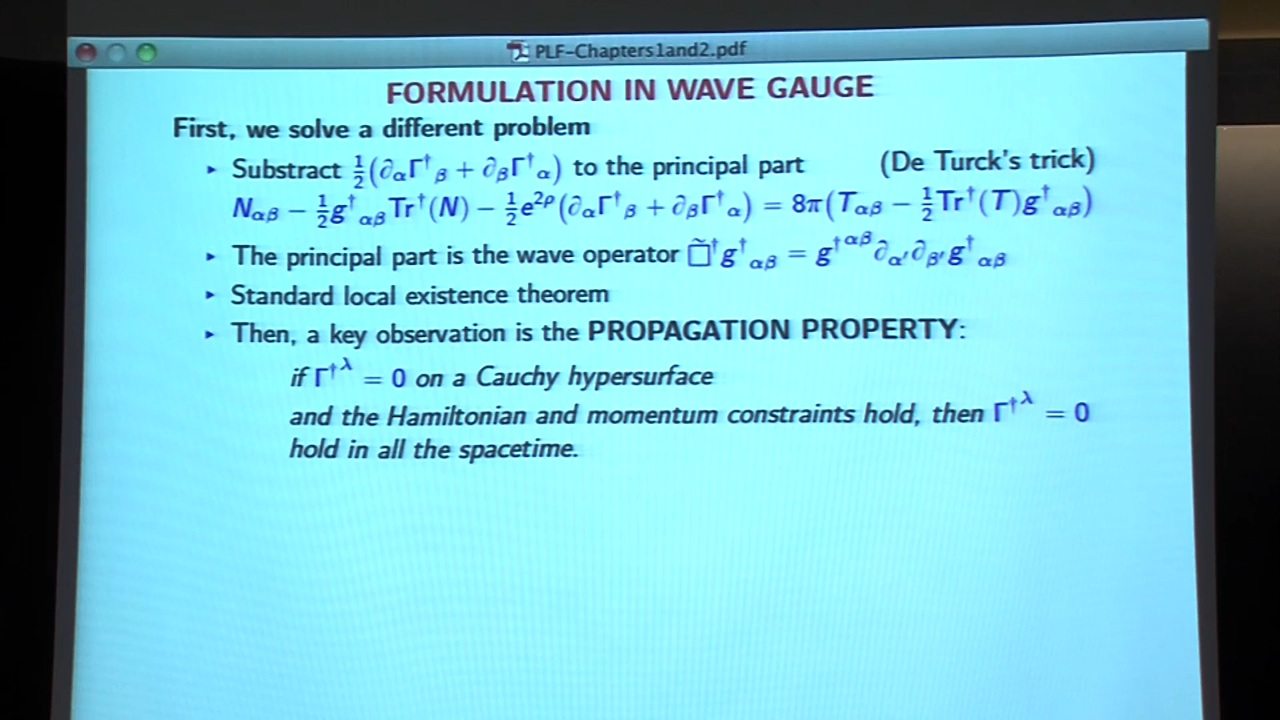 PLF-Chapters1and2.pdf
FORMULATION IN WAVE GAUGE
First, we solve a different problem
▸ Substract ½(∂αΓ†β + ∂βΓ†α) to the principal part (De Turck's trick)
Nαβ − ½g†αβTr†(N) − ½e²ᵖ(∂αΓ†β + ∂βΓ†α) = 8π(Tαβ − ½Tr†(T)g†αβ)
▸ The principal part is the wave operator □̃†g†αβ = g†αβ∂α′∂β′g†αβ
▸ Standard local existence theorem
▸ Then, a key observation is the PROPAGATION PROPERTY:
if Γ†λ = 0 on a Cauchy hypersurface
and the Hamiltonian and momentum constraints hold, then Γ†λ = 0
hold in all the spacetime.